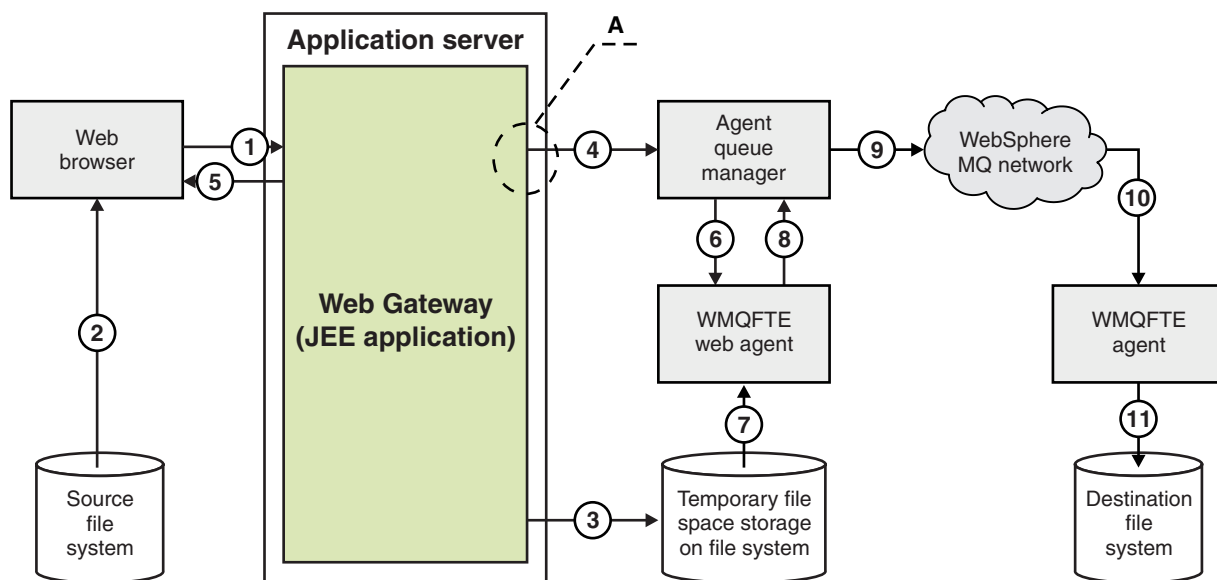 Application server
A
Web
browser
1
5
4
Agent
queue
manager
9
WebSphere
MQ network
10
6
8
2
Web Gateway
(JEE application)
WMQFTE
web agent
WMQFTE
agent
7
11
Source
file
system
3
Temporary file
space storage
on file system
Destination
file
system